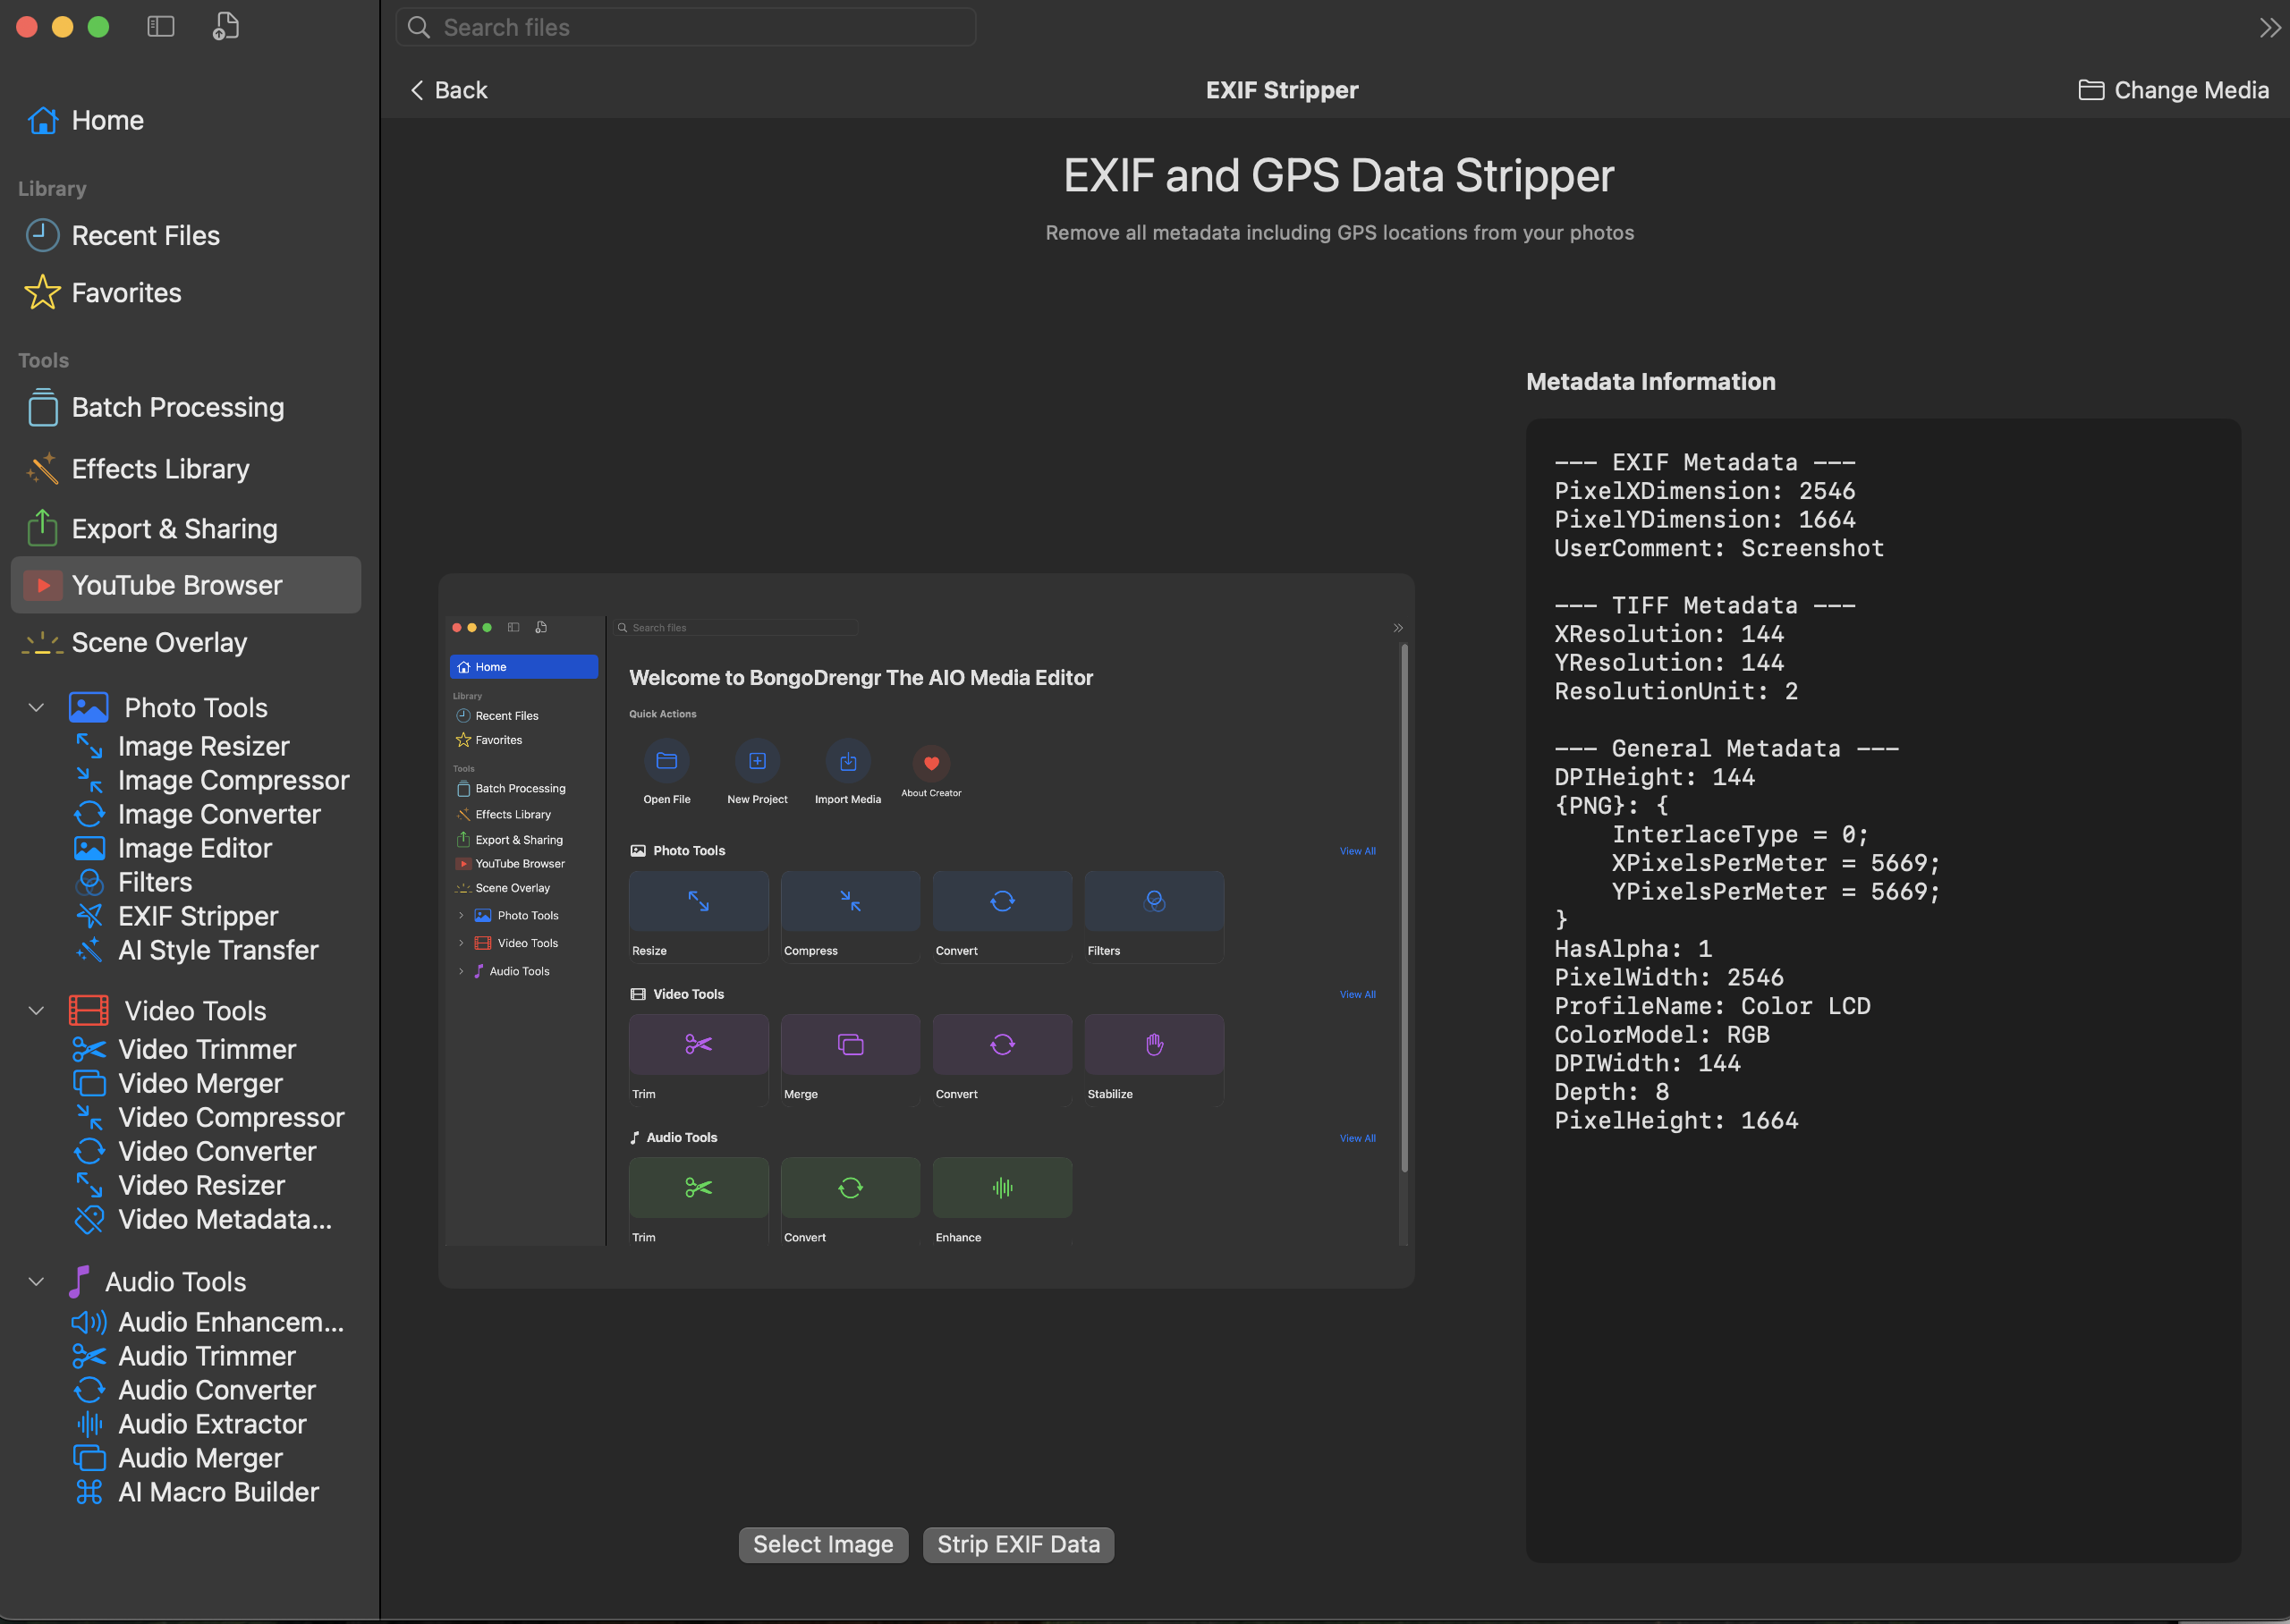 Search files
Back
EXIF Stripper
Change Media
Home
Library
Recent Files
Favorites
Tools
Batch Processing
Effects Library
Export & Sharing
YouTube Browser
Scene Overlay
Photo Tools
Image Resizer
Image Compressor
Image Converter
Image Editor
Filters
EXIF Stripper
AI Style Transfer
Video Tools
Video Trimmer
Video Merger
Video Compressor
Video Converter
Video Resizer
Video Metadata...
Audio Tools
Audio Enhancem...
Audio Trimmer
Audio Converter
Audio Extractor
Audio Merger
AI Macro Builder
EXIF and GPS Data Stripper
Remove all metadata including GPS locations from your photos
Search files
Home
Library
Recent Files
Favorites
Tools
Batch Processing
Effects Library
Export & Sharing
YouTube Browser
Scene Overlay
Photo Tools
Video Tools
Audio Tools
Welcome to BongoDrengr The AIO Media Editor
Quick Actions
Open File
New Project
Import Media
About Creator
Photo Tools
View All
Resize
Compress
Convert
Filters
Video Tools
View All
Trim
Merge
Convert
Stabilize
Audio Tools
View All
Trim
Convert
Enhance
Select Image
Strip EXIF Data
Metadata Information
--- EXIF Metadata ---
PixelXDimension: 2546
PixelYDimension: 1664
UserComment: Screenshot
--- TIFF Metadata ---
XResolution: 144
YResolution: 144
ResolutionUnit: 2
--- General Metadata ---
DPIHeight: 144
{PNG}: {
InterlaceType = 0;
XPixelsPerMeter = 5669;
YPixelsPerMeter = 5669;
}
HasAlpha: 1
PixelWidth: 2546
ProfileName: Color LCD
ColorModel: RGB
DPIWidth: 144
Depth: 8
PixelHeight: 1664